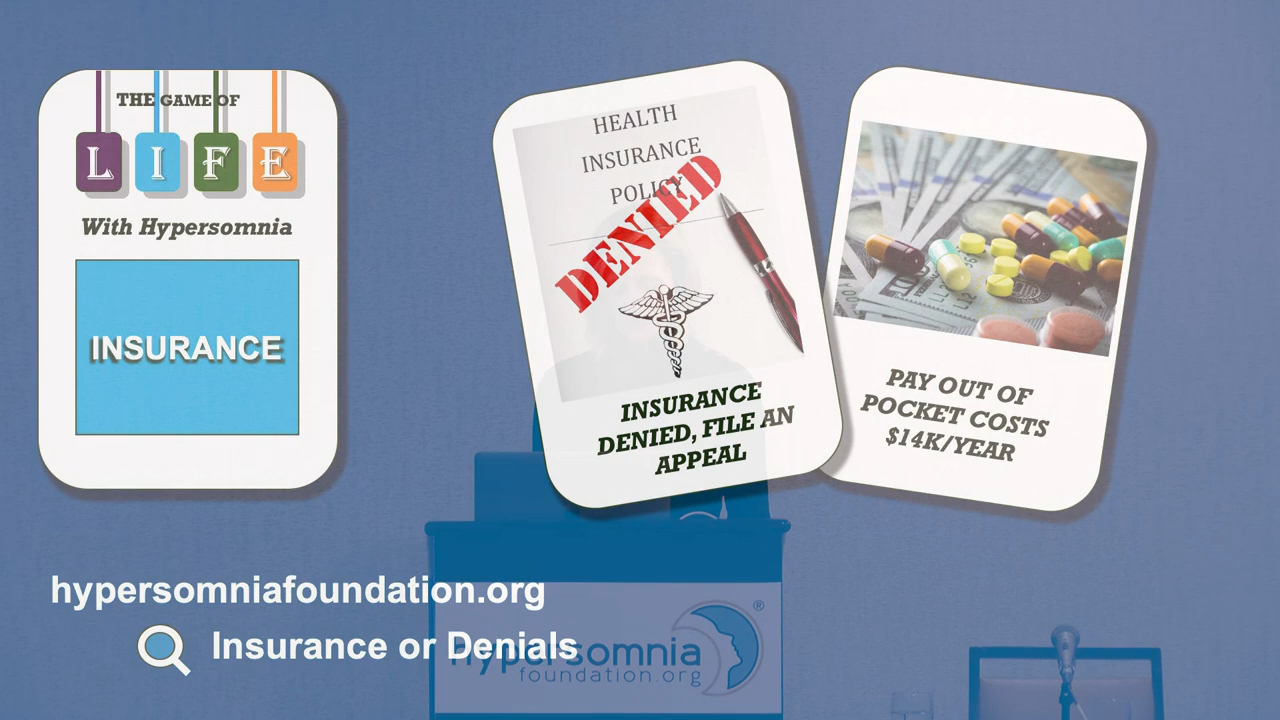 THE GAME OF
LIFE
With Hypersomnia
INSURANCE
HEALTH
INSURANCE
POLICY
DENIED
INSURANCE
DENIED, FILE AN
APPEAL
PAY OUT OF
POCKET COSTS
$14K/YEAR
hypersomniafoundation.org
Insurance or Denials
hypersomnia
foundation.org
®